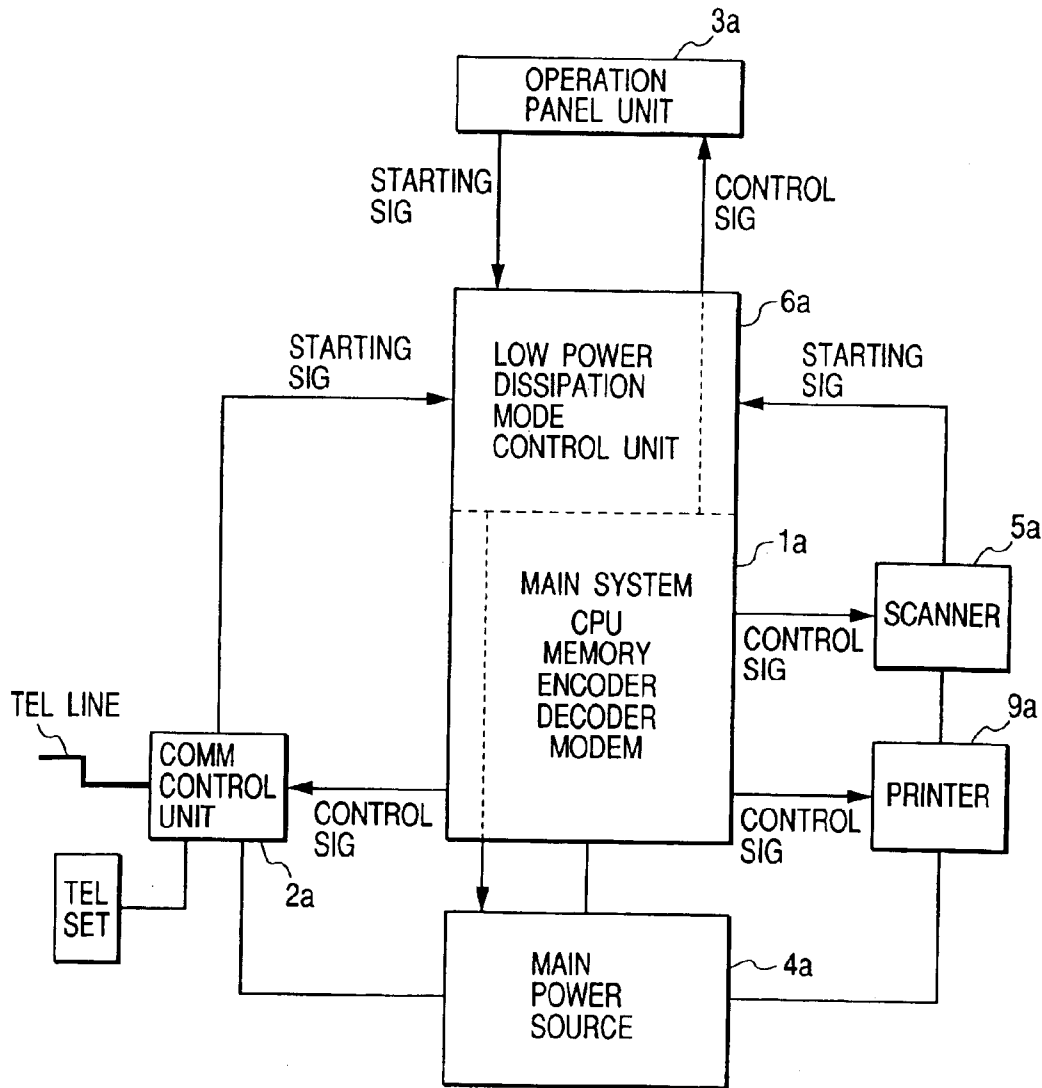 3a
OPERATION
PANEL UNIT
STARTING
SIG
CONTROL
SIG
6a
LOW POWER
DISSIPATION
MODE
CONTROL UNIT
STARTING
SIG
STARTING
SIG
1a
5a
MAIN SYSTEM
CPU
MEMORY
ENCODER
DECODER
MODEM
CONTROL
SIG
SCANNER
9a
TEL LINE
COMM
CONTROL
UNIT
CONTROL
SIG
CONTROL
SIG
PRINTER
2a
TEL
SET
MAIN
POWER
SOURCE
4a